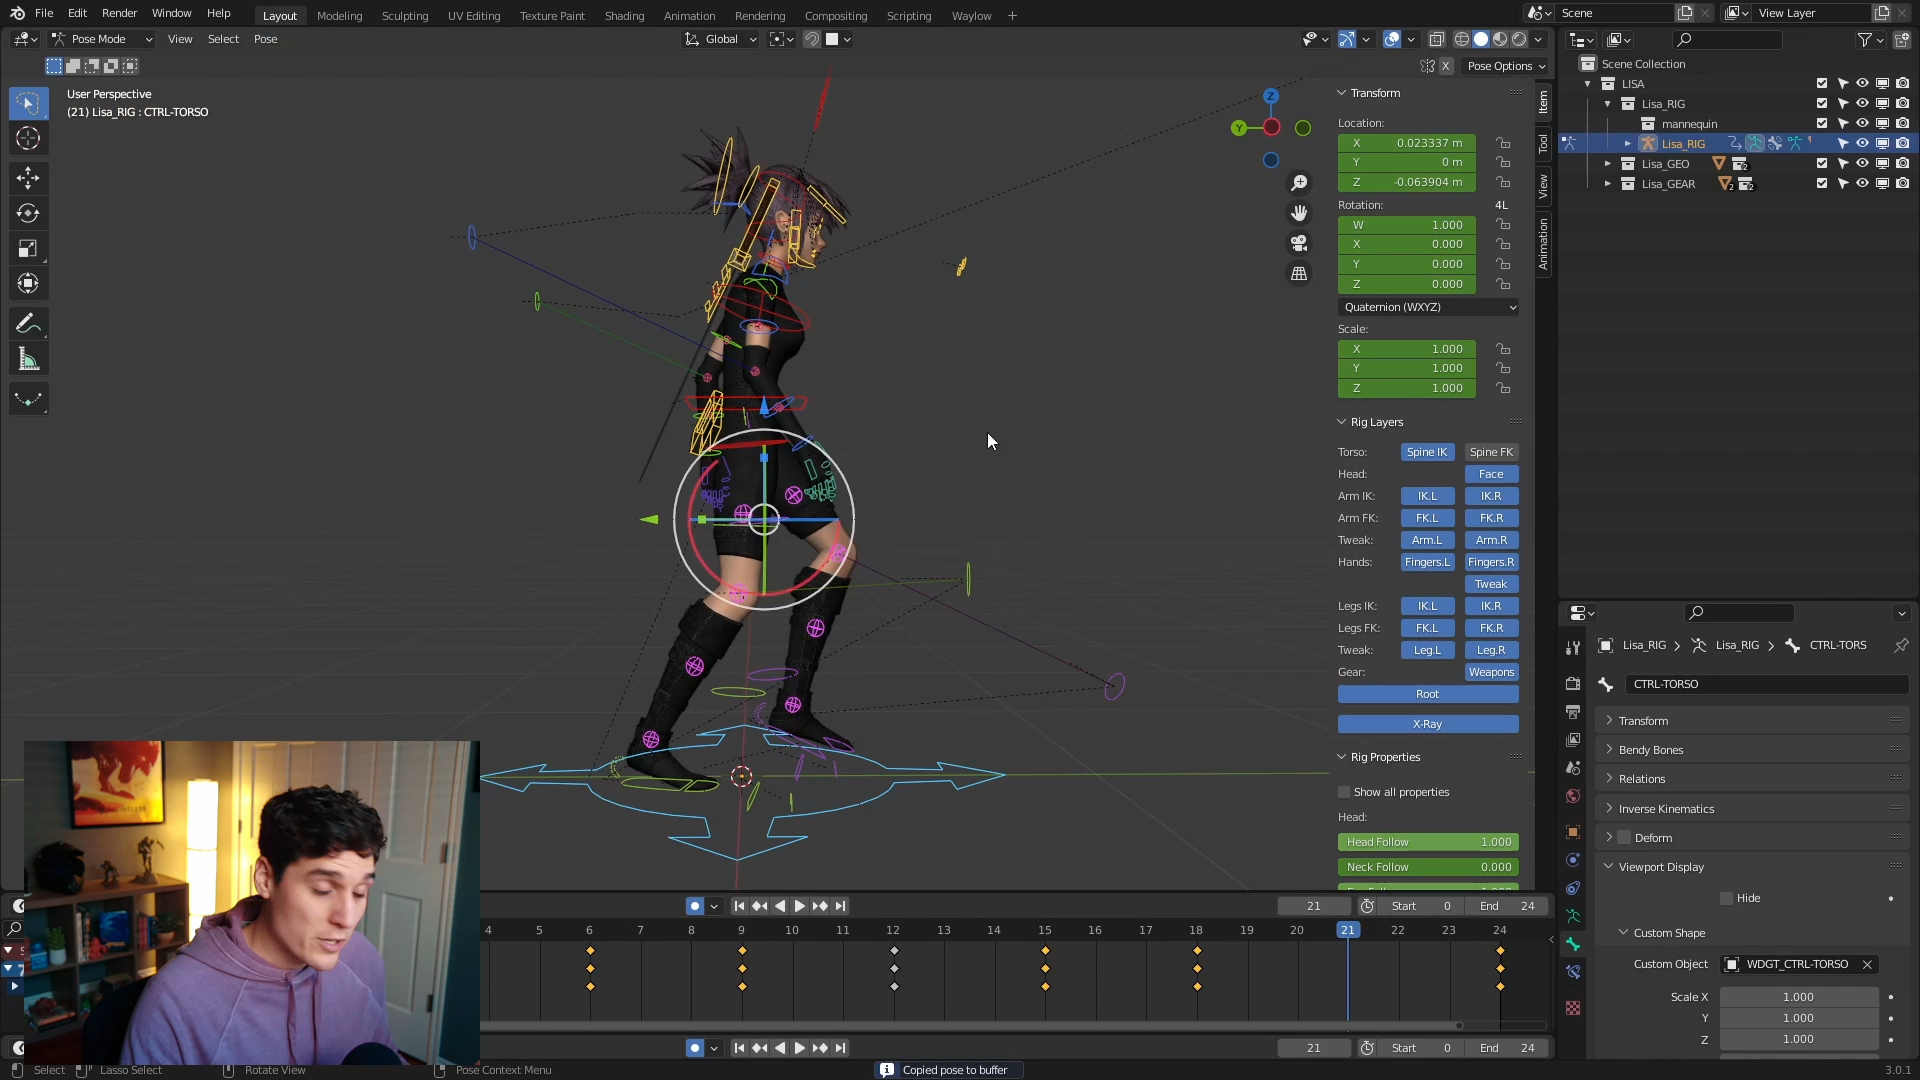 File Edit Render Window Help Layout Modeling Sculpting UV Editing Texture Paint Shading Animation Rendering Compositing Scripting Waylow + Scene View Layer
Pose Mode View Select Pose Global
X Pose Options
User Perspective
(21) Lisa_RIG : CTRL-TORSO
Z
Y
Transform
Location:
X 0.023337 m
Y 0 m
Z -0.063904 m
Rotation: 4L
W 1.000
X 0.000
Y 0.000
Z 0.000
Quaternion (WXYZ)
Scale:
X 1.000
Y 1.000
Z 1.000
Rig Layers
Torso: Spine IK Spine FK
Head: Face
Arm IK: IK.L IK.R
Arm FK: FK.L FK.R
Tweak: Arm.L Arm.R
Hands: Fingers.L Fingers.R
Tweak
Legs IK: IK.L IK.R
Legs FK: FK.L FK.R
Tweak: Leg.L Leg.R
Gear: Weapons
Root
X-Ray
Rig Properties
Show all properties
Head:
Head Follow 1.000
Neck Follow 0.000
Item
Tool
View
Animation
Scene Collection
LISA
Lisa_RIG
mannequin
Lisa_RIG
Lisa_GEO 2
Lisa_GEAR 2 2
Lisa_RIG > Lisa_RIG > CTRL-TORS
CTRL-TORSO
Transform
Bendy Bones
Relations
Inverse Kinematics
Deform
Viewport Display
Hide
Custom Shape
Custom Object WDGT_CTRL-TORSO
Scale X 1.000
Y 1.000
Z 1.000
21 Start 0 End 24
4 5 6 7 8 9 10 11 12 13 14 15 16 17 18 19 20 21 22 23 24
21 Start 0 End 24
Select Lasso Select Rotate View Pose Context Menu Copied pose to buffer 3.0.1